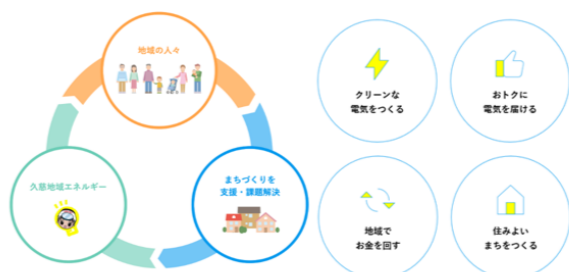 地域の人々
久慈地域エネルギー
まちづくりを
支援・課題解決
クリーンな
電気をつくる
おトクに
電気を届ける
地域で
お金を回す
住みよい
まちをつくる